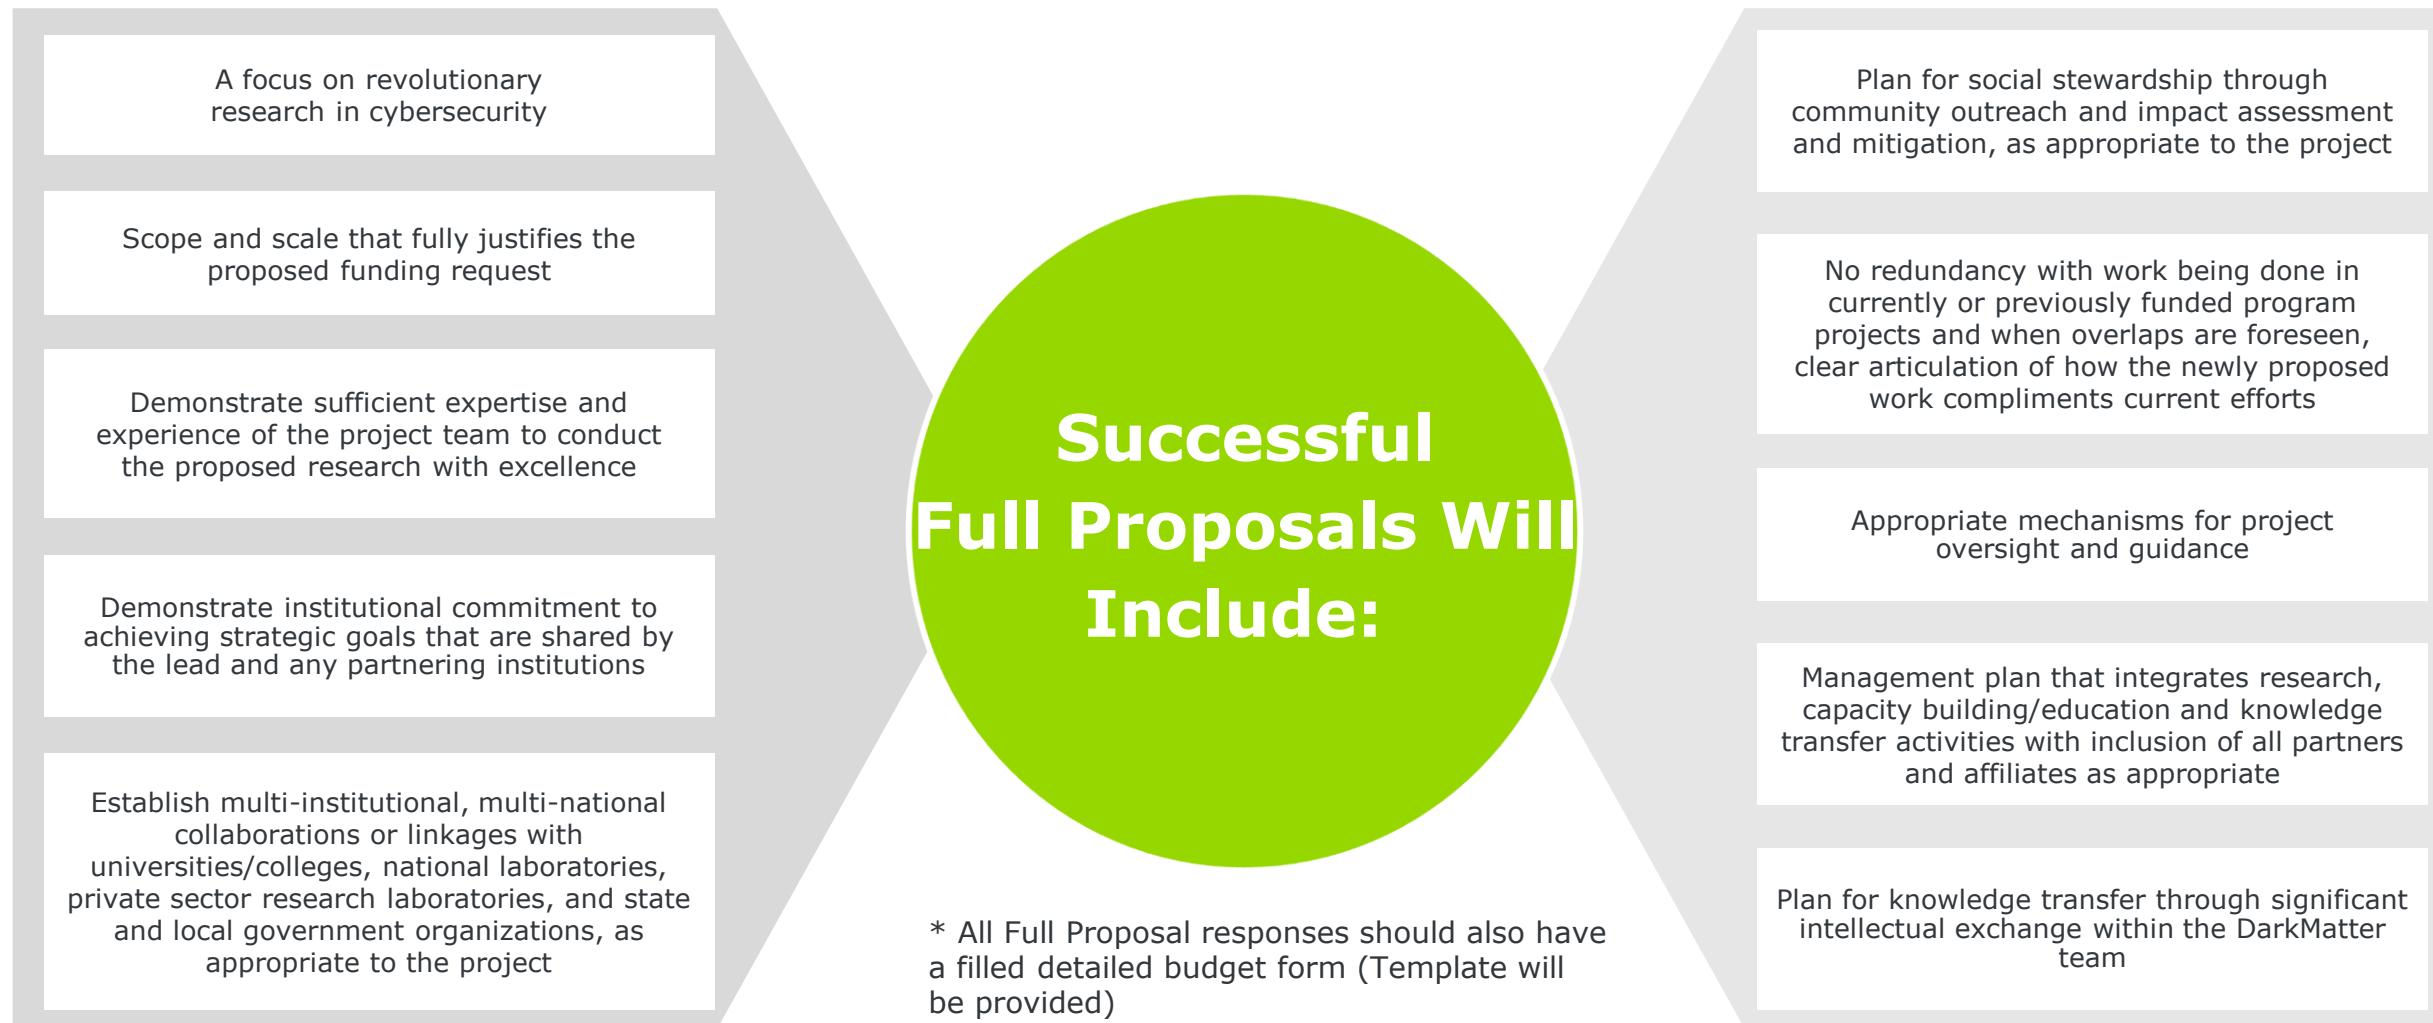 A focus on revolutionary
research in cybersecurity
Scope and scale that fully justifies the
proposed funding request
Demonstrate sufficient expertise and
experience of the project team to conduct
the proposed research with excellence
Demonstrate institutional commitment to
achieving strategic goals that are shared by
the lead and any partnering institutions
Establish multi-institutional, multi-national
collaborations or linkages with
universities/colleges, national laboratories,
private sector research laboratories, and state
and local government organizations, as
appropriate to the project
Successful
Full Proposals Will
Include:
* All Full Proposal responses should also have
a filled detailed budget form (Template will
be provided)
Plan for social stewardship through
community outreach and impact assessment
and mitigation, as appropriate to the project
No redundancy with work being done in
currently or previously funded program
projects and when overlaps are foreseen,
clear articulation of how the newly proposed
work compliments current efforts
Appropriate mechanisms for project
oversight and guidance
Management plan that integrates research,
capacity building/education and knowledge
transfer activities with inclusion of all partners
and affiliates as appropriate
Plan for knowledge transfer through significant
intellectual exchange within the DarkMatter
team